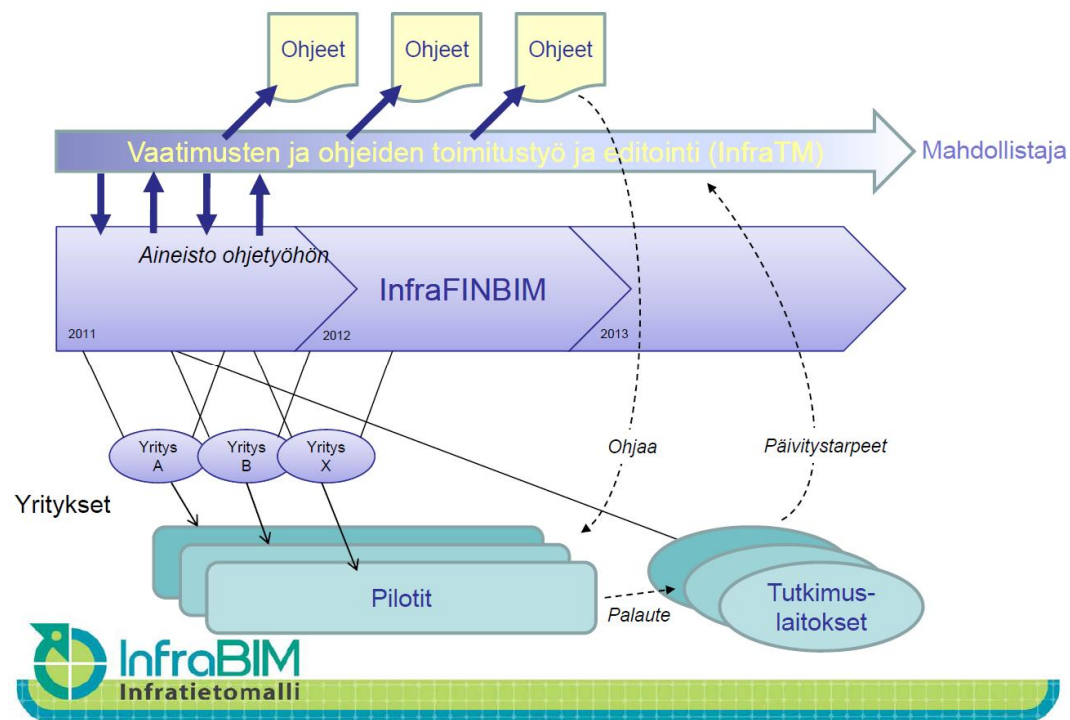 Ohjeet
Ohjeet
Ohjeet
Vaatimusten ja ohjeiden toimitustyö ja editointi (InfraTM)
Mahdollistaja
Aineisto ohjetyöhön
InfraFINBIM
2011
2012
2013
Yritys
A
Yritys
B
Yritys
X
Ohjaa
Päivitystarpeet
Yritykset
Pilotit
Palaute
Tutkimus-
laitokset
InfraBIM
Infratietomalli